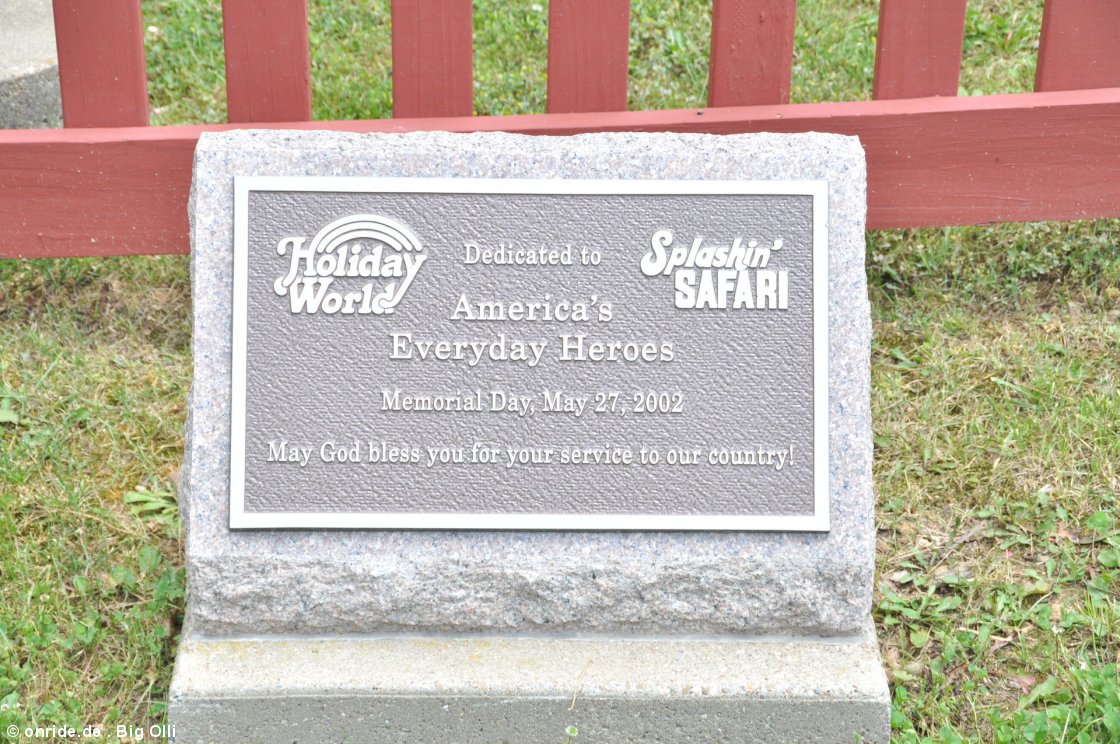 Holiday
World
Dedicated to
Splashin'
SAFARI
America's
Everyday Heroes
Memorial Day, May 27, 2002
May God bless you for your service to our country!
© onride.de . Big Olli